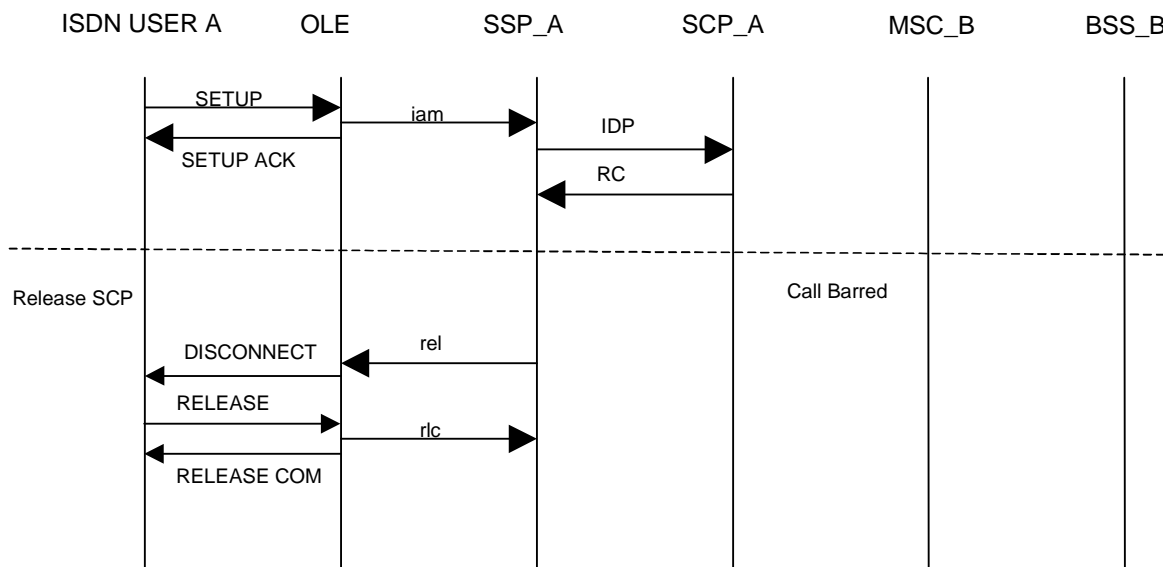 ISDN USER A OLE SSP_A SCP_A MSC_B BSS_B
SETUP
iam
IDP
SETUP ACK
RC
Release SCP
Call Barred
rel
DISCONNECT
RELEASE
rlc
RELEASE COM